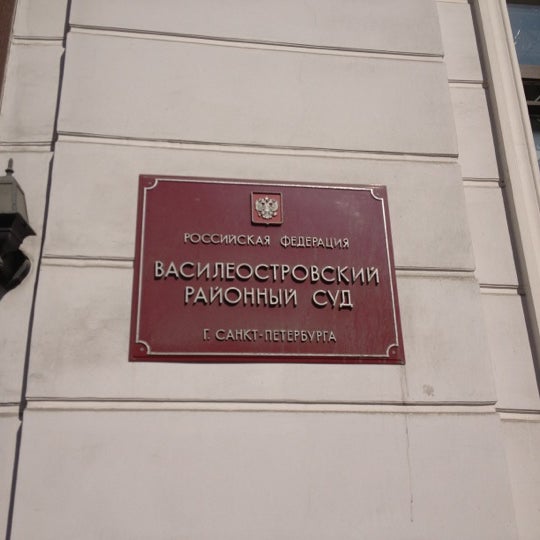 РОССИЙСКАЯ ФЕДЕРАЦИЯ
ВАСИЛЕОСТРОВСКИЙ
РАЙОННЫЙ СУД
Г. САНКТ-ПЕТЕРБУРГА